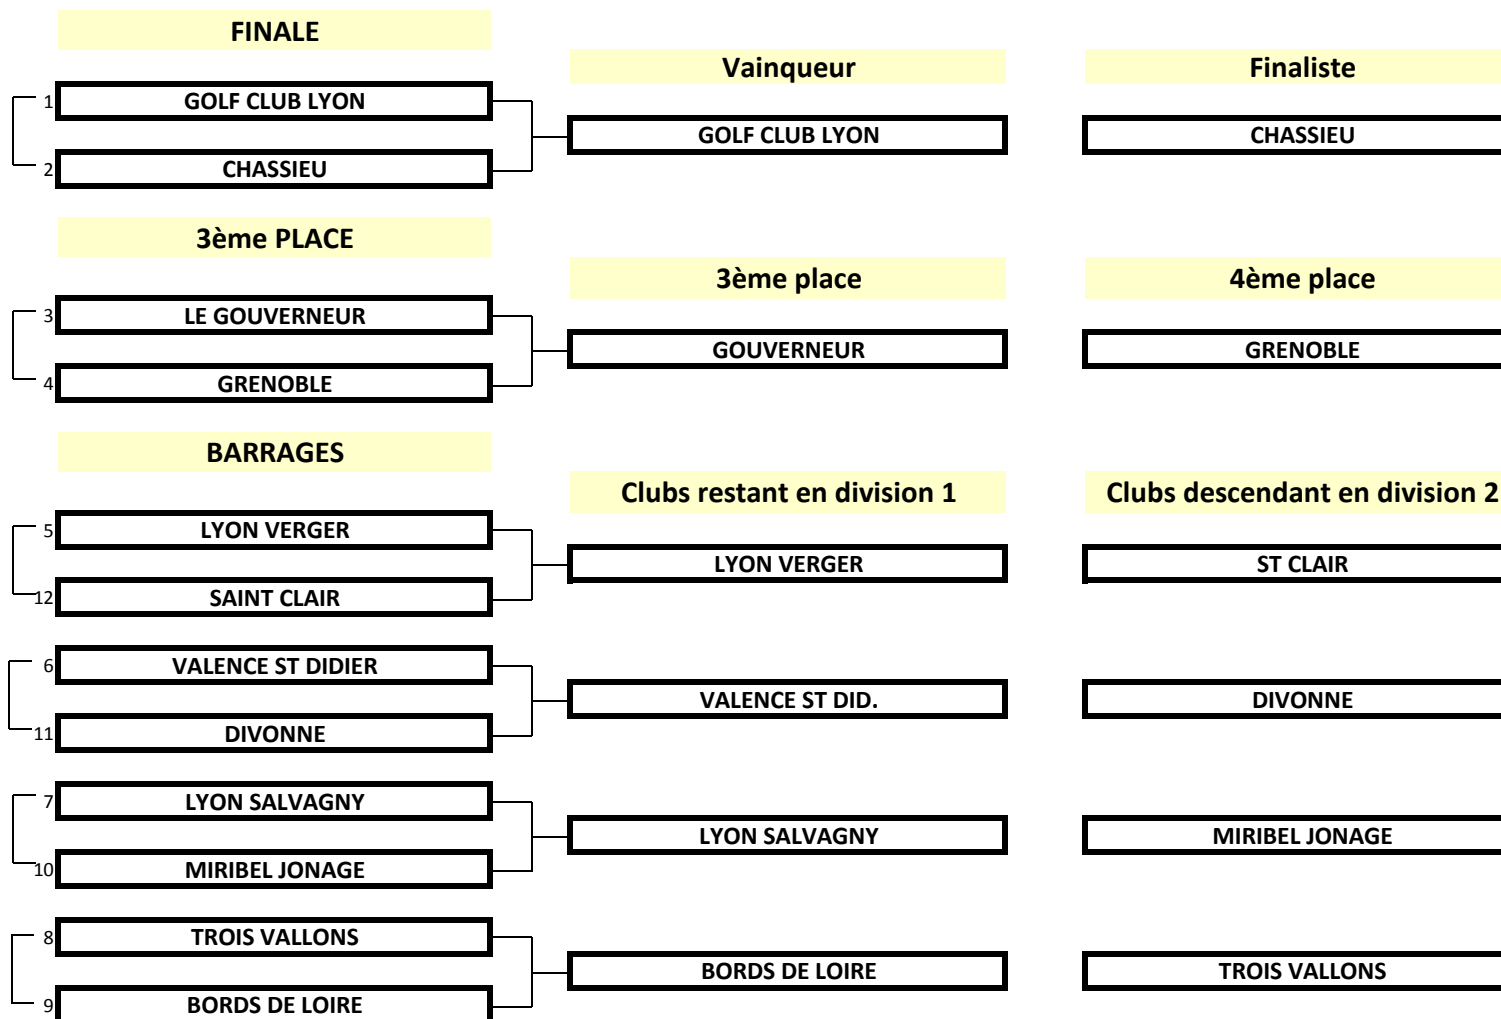 FINALE
Vainqueur
Finaliste
1 GOLF CLUB LYON
GOLF CLUB LYON
CHASSIEU
2 CHASSIEU
3ème PLACE
3ème place
4ème place
3 LE GOUVERNEUR
GOUVERNEUR
GRENOBLE
4 GRENOBLE
BARRAGES
Clubs restant en division 1
Clubs descendant en division 2
5 LYON VERGER
LYON VERGER
ST CLAIR
12 SAINT CLAIR
6 VALENCE ST DIDIER
VALENCE ST DID.
DIVONNE
11 DIVONNE
7 LYON SALVAGNY
LYON SALVAGNY
MIRIBEL JONAGE
10 MIRIBEL JONAGE
8 TROIS VALLONS
BORDS DE LOIRE
TROIS VALLONS
9 BORDS DE LOIRE